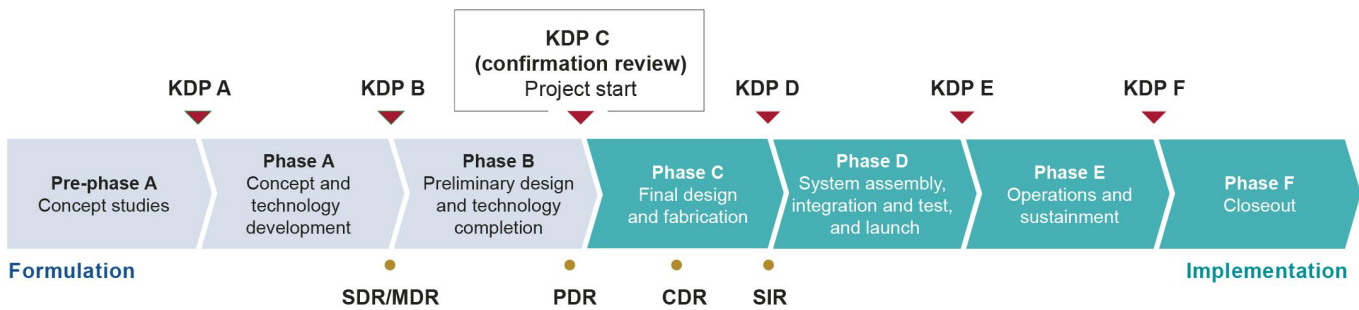 KDP C
(confirmation review)
Project start
KDP A
KDP B
KDP D
KDP E
KDP F
Pre-phase A
Concept studies
Phase A
Concept and
technology
development
Phase B
Preliminary design
and technology
completion
Phase C
Final design
and fabrication
Phase D
System assembly,
integration and test,
and launch
Phase E
Operations and
sustainment
Phase F
Closeout
Formulation
Implementation
SDR/MDR
PDR
CDR
SIR